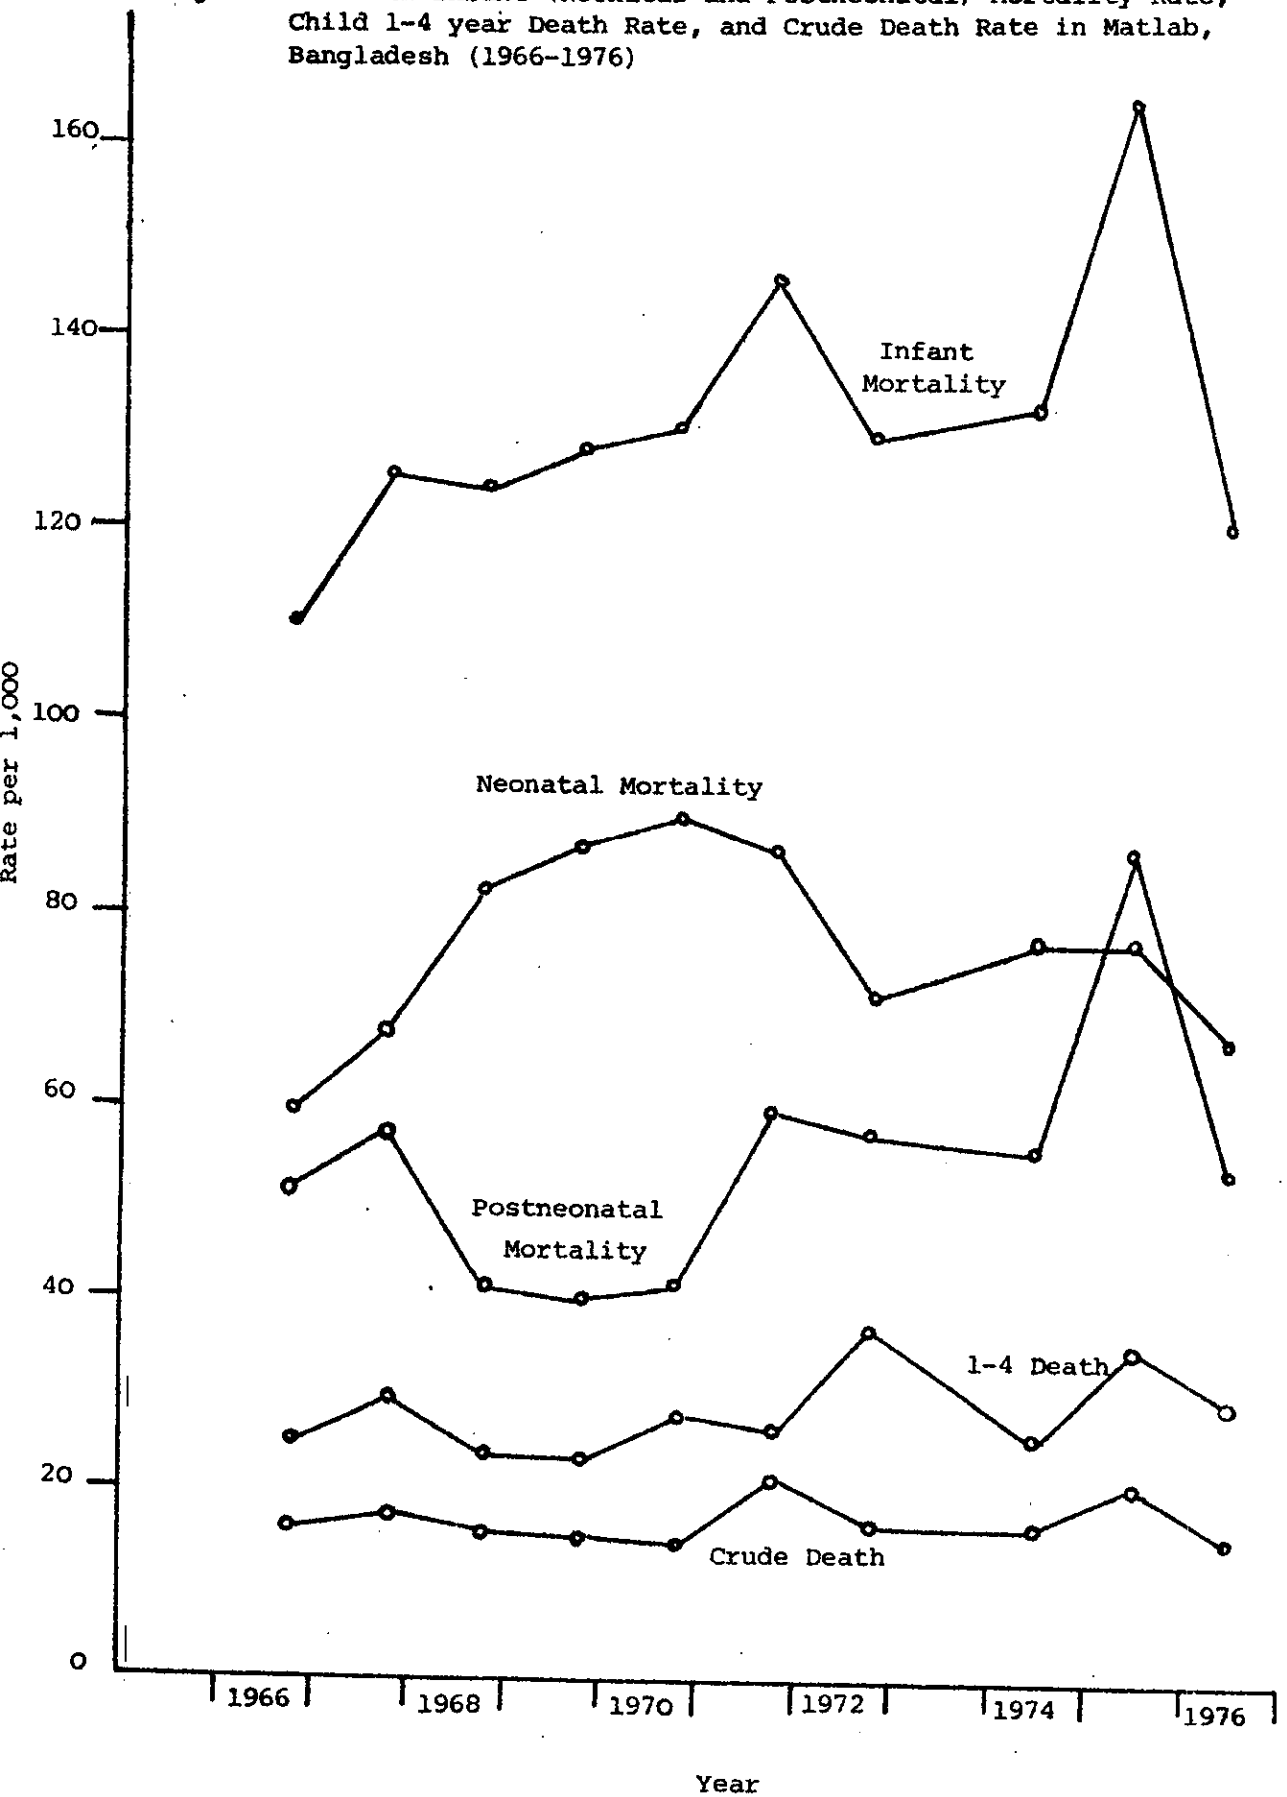 Child 1-4 year Death Rate, and Crude Death Rate in Matlab,
Bangladesh (1966-1976)
160
140
Infant
Mortality
120
Rate per 1,000
100
Neonatal Mortality
80
60
Postneonatal
Mortality
40
1-4 Death
20
Crude Death
0
1966
1968
1970
1972
1974
1976
Year